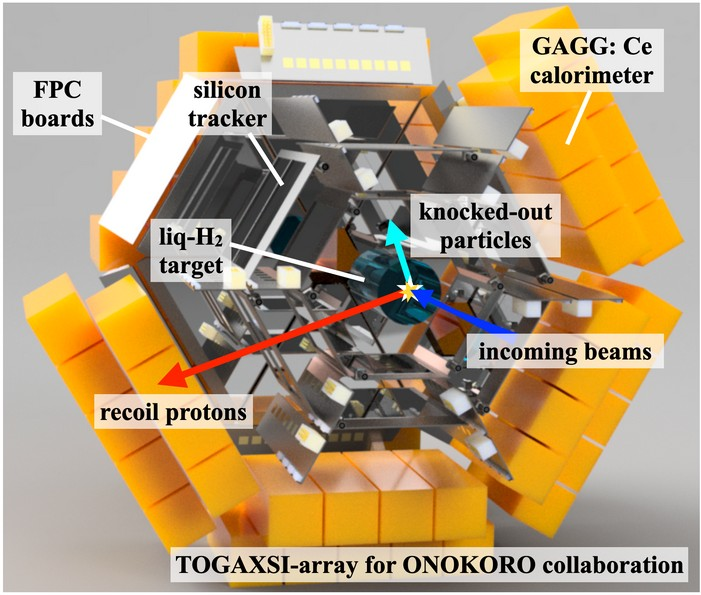 GAGG: Ce
calorimeter
FPC
boards
silicon
tracker
knocked-out
particles
liq-H₂
target
incoming beams
recoil protons
TOGAXSI-array for ONOKORO collaboration